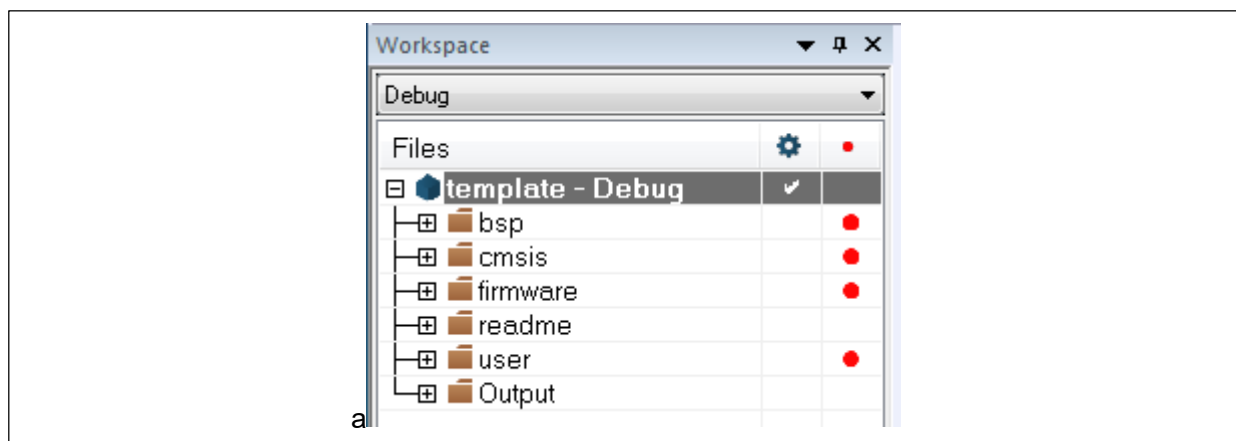 Workspace
Debug
Files
template - Debug
bsp
cmsis
firmware
readme
user
Output
a